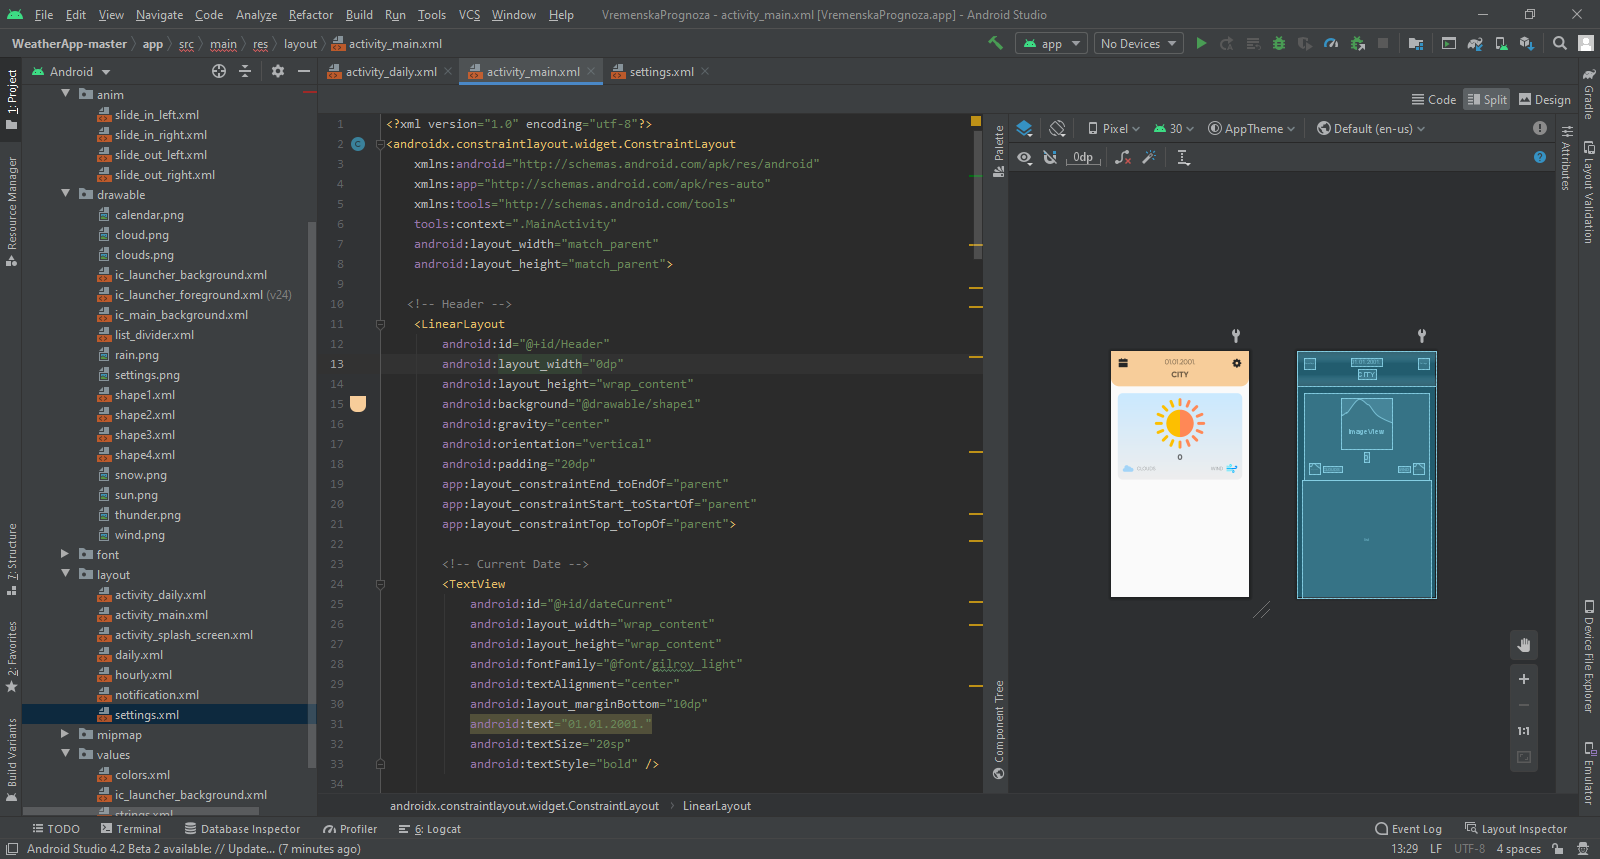 File Edit View Navigate Code Analyze Refactor Build Run Tools VCS Window Help VremenskaPrognoza - activity_main.xml [VremenskaPrognoza.app] - Android Studio
WeatherApp-master app src main res layout activity_main.xml app No Devices
1: Project
Resource Manager
7: Structure
2: Favorites
Build Variants
Android
anim
slide_in_left.xml
slide_in_right.xml
slide_out_left.xml
slide_out_right.xml
drawable
calendar.png
cloud.png
clouds.png
ic_launcher_background.xml
ic_launcher_foreground.xml (v24)
ic_main_background.xml
list_divider.xml
rain.png
settings.png
shape1.xml
shape2.xml
shape3.xml
shape4.xml
snow.png
sun.png
thunder.png
wind.png
font
layout
activity_daily.xml
activity_main.xml
activity_splash_screen.xml
daily.xml
hourly.xml
notification.xml
settings.xml
mipmap
values
colors.xml
ic_launcher_background.xml
strings.xml
activity_daily.xml activity_main.xml settings.xml
Code Split Design
1 <?xml version="1.0" encoding="utf-8"?>
2 <androidx.constraintlayout.widget.ConstraintLayout
3 xmlns:android="http://schemas.android.com/apk/res/android"
4 xmlns:app="http://schemas.android.com/apk/res-auto"
5 xmlns:tools="http://schemas.android.com/tools"
6 tools:context=".MainActivity"
7 android:layout_width="match_parent"
8 android:layout_height="match_parent">
9
10 <!-- Header -->
11 <LinearLayout
12 android:id="@+id/Header"
13 android:layout_width="0dp"
14 android:layout_height="wrap_content"
15 android:background="@drawable/shape1"
16 android:gravity="center"
17 android:orientation="vertical"
18 android:padding="20dp"
19 app:layout_constraintEnd_toEndOf="parent"
20 app:layout_constraintStart_toStartOf="parent"
21 app:layout_constraintTop_toTopOf="parent">
22
23 <!-- Current Date -->
24 <TextView
25 android:id="@+id/dateCurrent"
26 android:layout_width="wrap_content"
27 android:layout_height="wrap_content"
28 android:fontFamily="@font/gilroy_light"
29 android:textAlignment="center"
30 android:layout_marginBottom="10dp"
31 android:text="01.01.2001."
32 android:textSize="20sp"
33 android:textStyle="bold" />
34
androidx.constraintlayout.widget.ConstraintLayout LinearLayout
Palette
Component Tree
Pixel 30 AppTheme Default (en-us)
0dp
01.01.2001.
CITY
0
CLOUDS WIND
01.01.2001.
CITY
ImageView
0
1:1
Attributes
Gradle
Layout Validation
Device File Explorer
Emulator
TODO Terminal Database Inspector Profiler 6: Logcat Event Log Layout Inspector
Android Studio 4.2 Beta 2 available: // Update... (7 minutes ago) 13:29 LF UTF-8 4 spaces